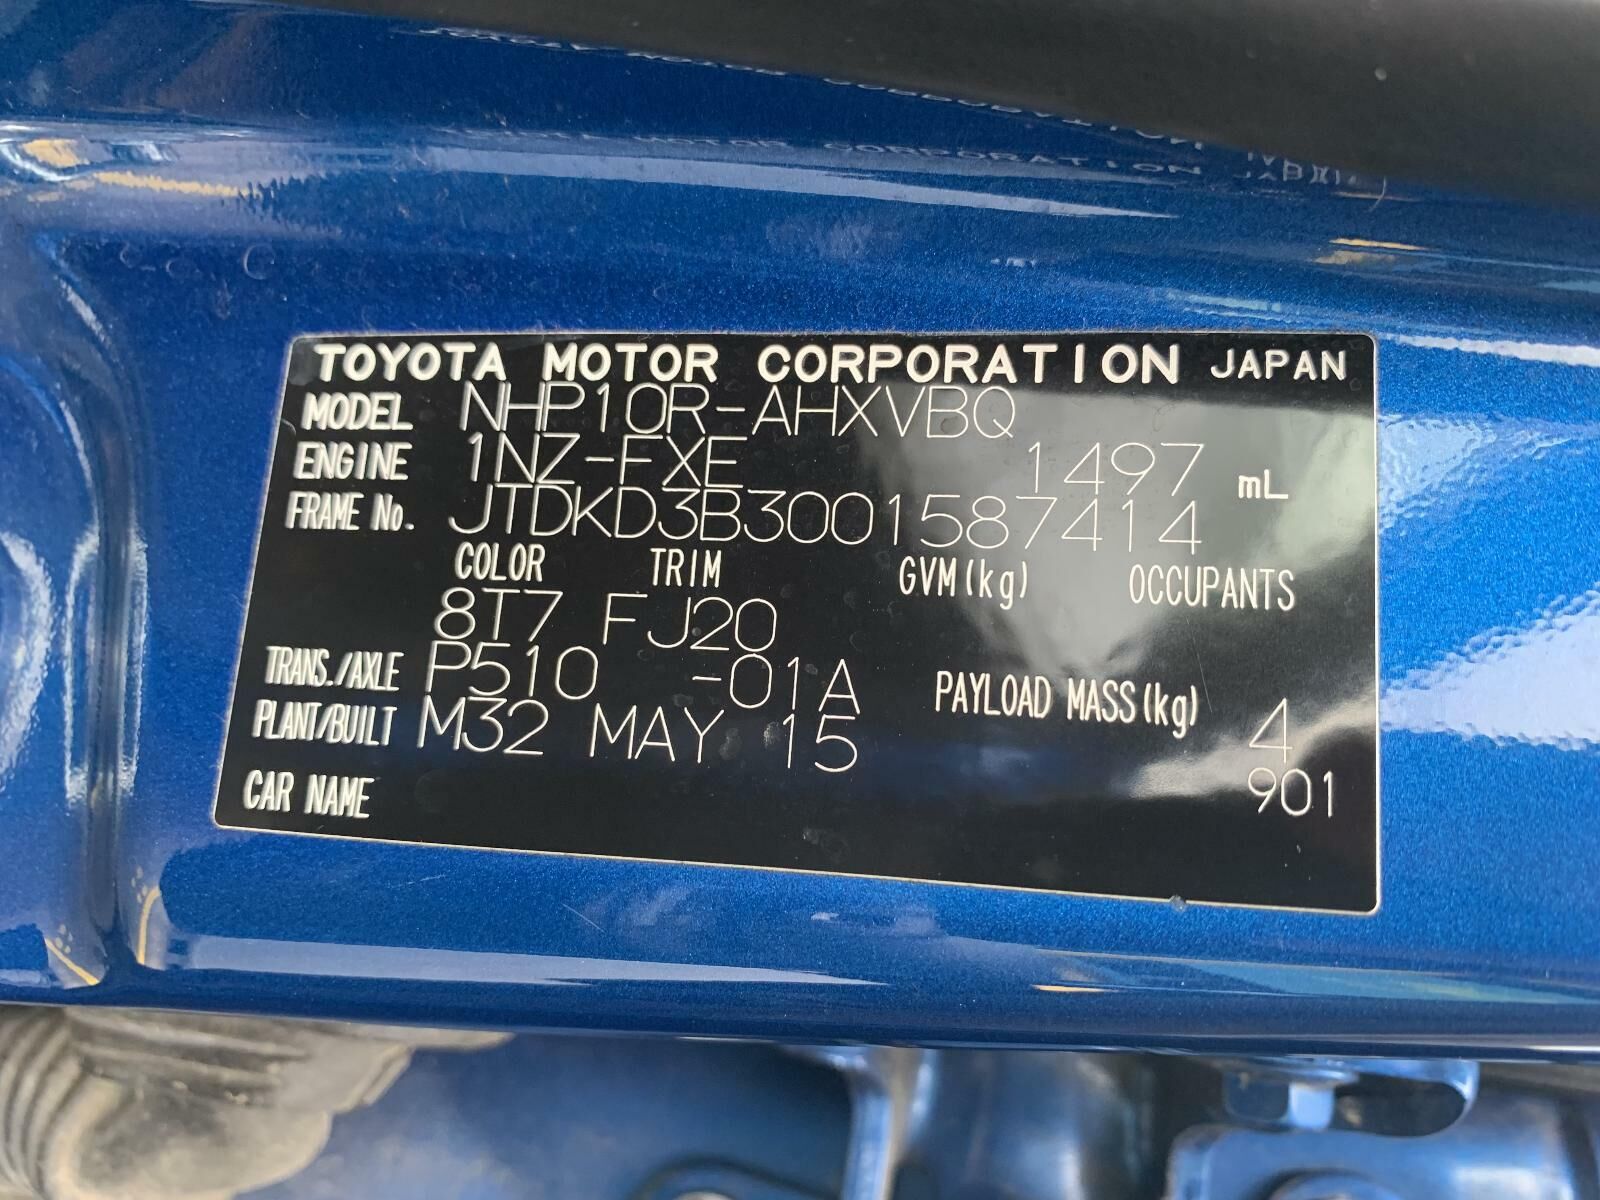 TOYOTA MOTOR CORPORATION JAPAN
MODEL NHP10R-AHXVBQ
ENGINE 1NZ-FXE 1497 mL
FRAME No. JTDKD3B3001587414
COLOR TRIM GVM(kg) OCCUPANTS
8T7 FJ20
TRANS./AXLE P510 -01A PAYLOAD MASS(kg) 4
PLANT/BUILT M32 MAY 15 901
CAR NAME